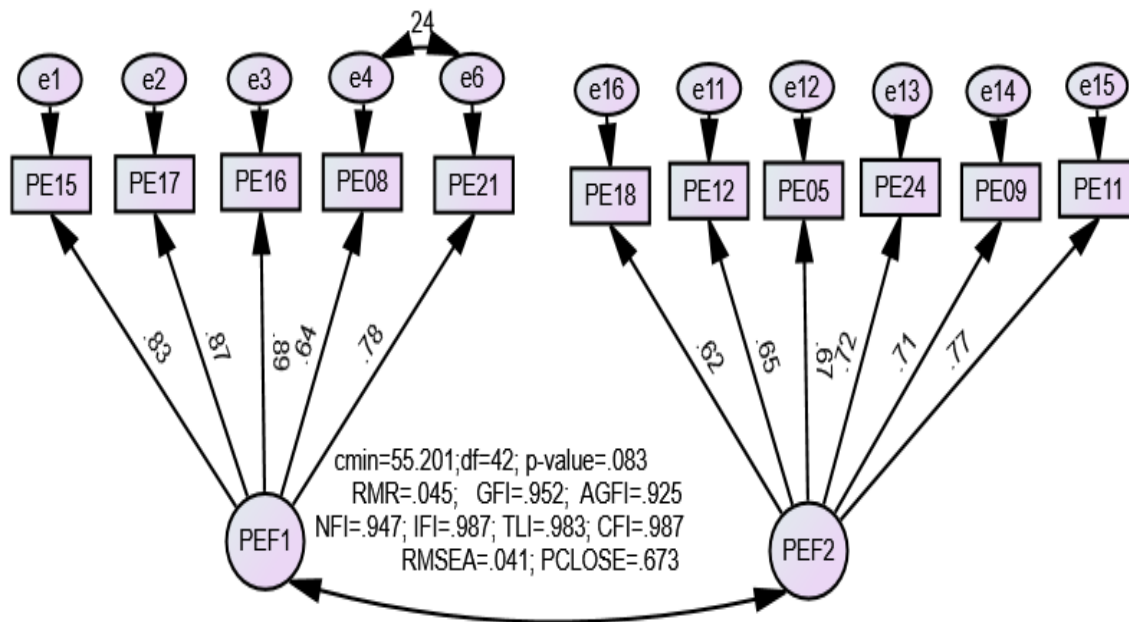 24
e1 e2 e3 e4 e6
e16 e11 e12 e13 e14 e15
PE15 PE17 PE16 PE08 PE21
PE18 PE12 PE05 PE24 PE09 PE11
.83 .87 .89 .64 .78
.62 .65 .67 .72 .71 .77
cmin=55.201;df=42; p-value=.083
RMR=.045; GFI=.952; AGFI=.925
NFI=.947; IFI=.987; TLI=.983; CFI=.987
RMSEA=.041; PCLOSE=.673
PEF1
PEF2